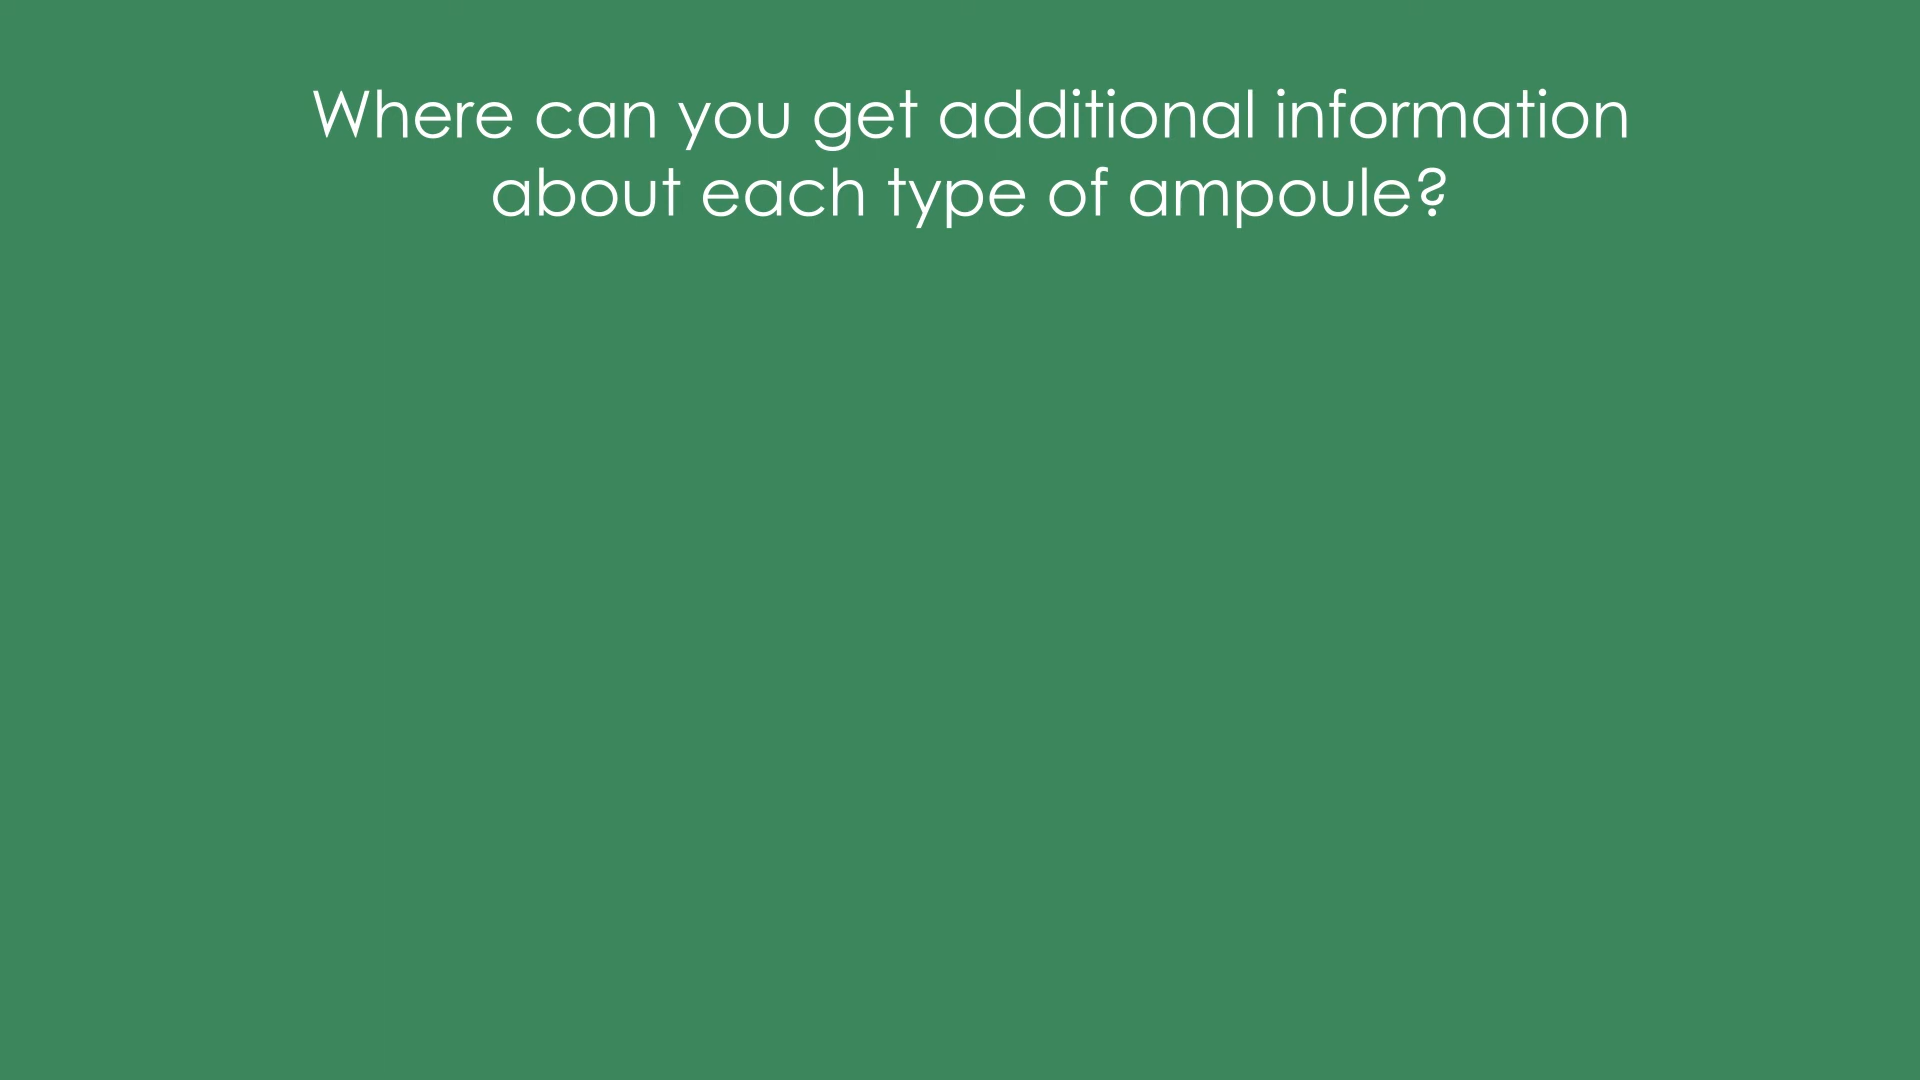 Where can you get additional information
about each type of ampoule?